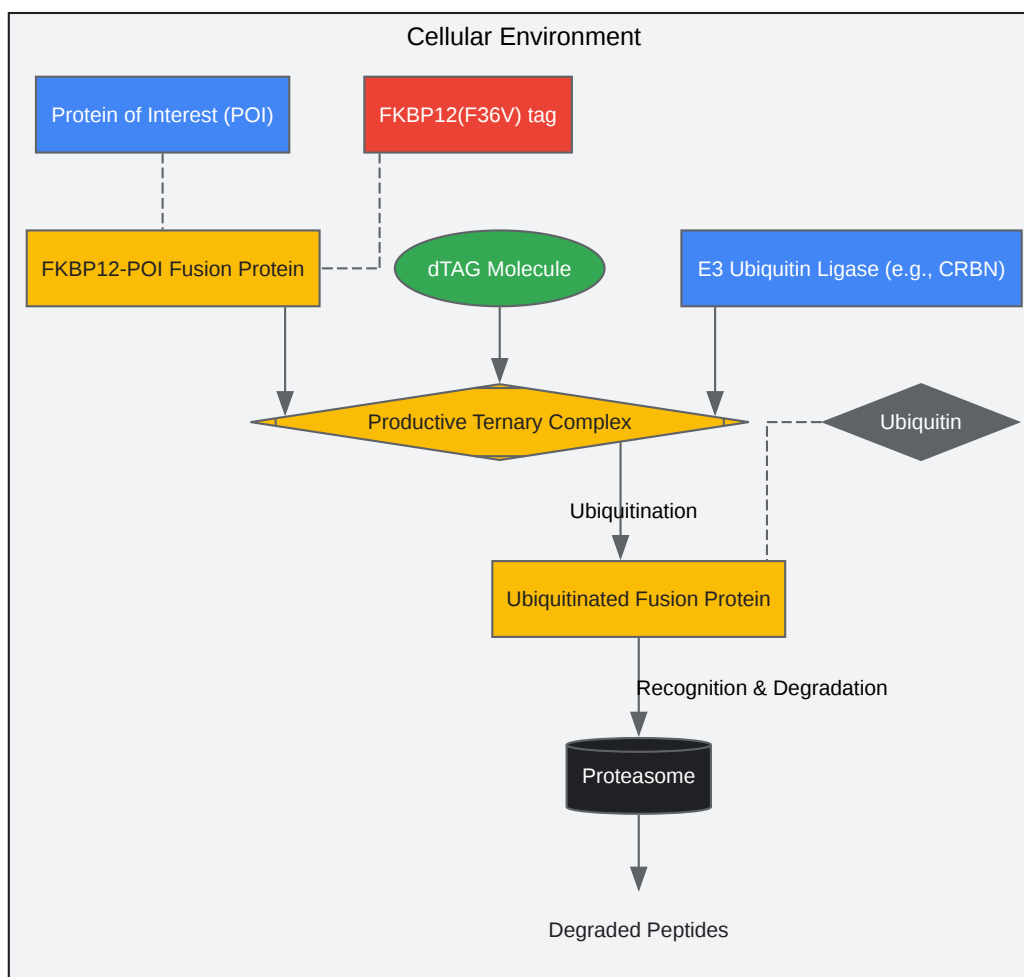 Cellular Environment
Protein of Interest (POI)
FKBP12(F36V) tag
FKBP12-POI Fusion Protein
dTAG Molecule
E3 Ubiquitin Ligase (e.g., CRBN)
Productive Ternary Complex
Ubiquitin
Ubiquitination
Ubiquitinated Fusion Protein
Recognition & Degradation
Proteasome
Degraded Peptides